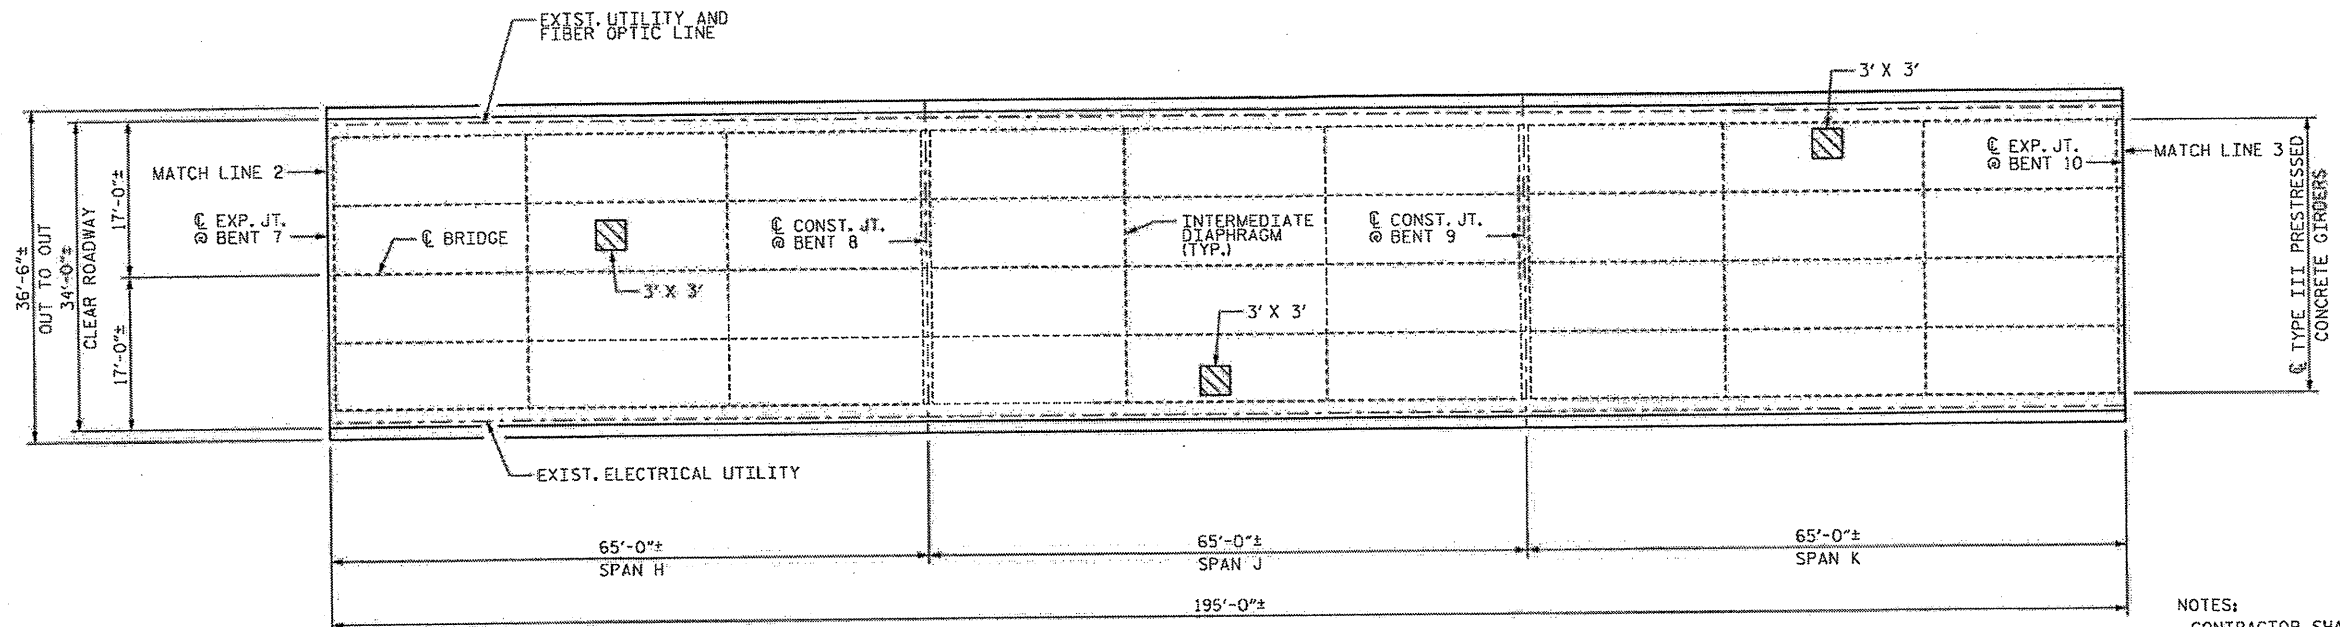 EXIST. UTILITY AND
FIBER OPTIC LINE
3' X 3'
36'-6"±
OUT TO OUT
34'-0"±
CLEAR ROADWAY
17'-0"±
17'-0"±
MATCH LINE 2
℄ EXP. JT.
@ BENT 7
℄ BRIDGE
3' X 3'
℄ CONST. JT.
@ BENT 8
INTERMEDIATE
DIAPHRAGM
(TYP.)
3' X 3'
℄ CONST. JT.
@ BENT 9
℄ EXP. JT.
@ BENT 10
MATCH LINE 3
℄ TYPE III PRESTRESSED
CONCRETE GIRDERS
EXIST. ELECTRICAL UTILITY
65'-0"±
SPAN H
65'-0"±
SPAN J
65'-0"±
SPAN K
195'-0"±
NOTES: